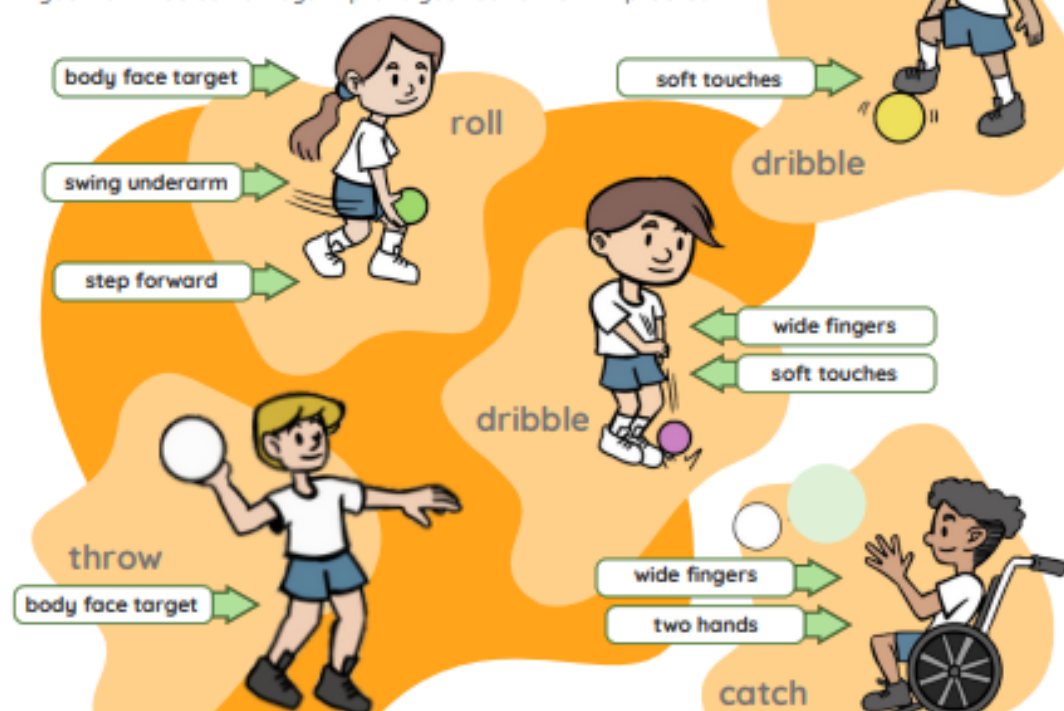 body face target
roll
swing underarm
step forward
soft touches
dribble
wide fingers
soft touches
dribble
throw
body face target
wide fingers
two hands
catch